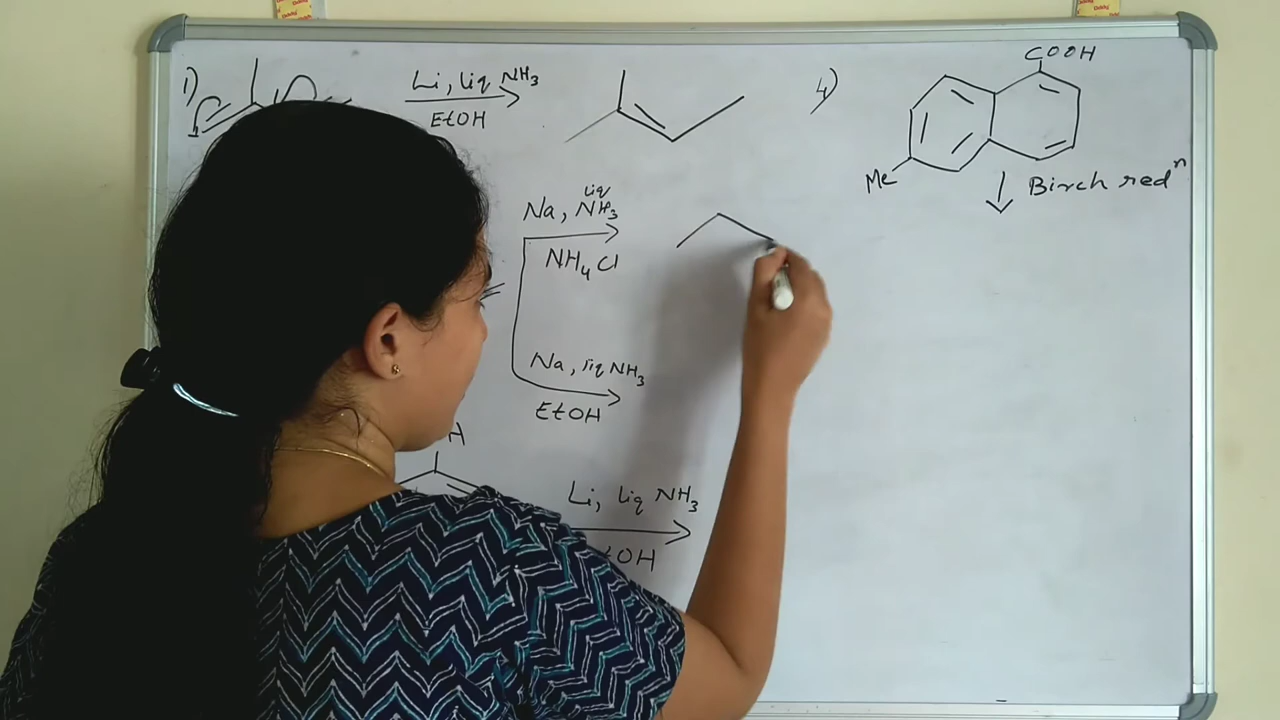 1)
Li, liq NH3
EtOH
4)
COOH
Me
Birch redⁿ
Na, liq NH3
NH4Cl
Na, liq NH3
EtOH
H
Li, liq NH3
tOH